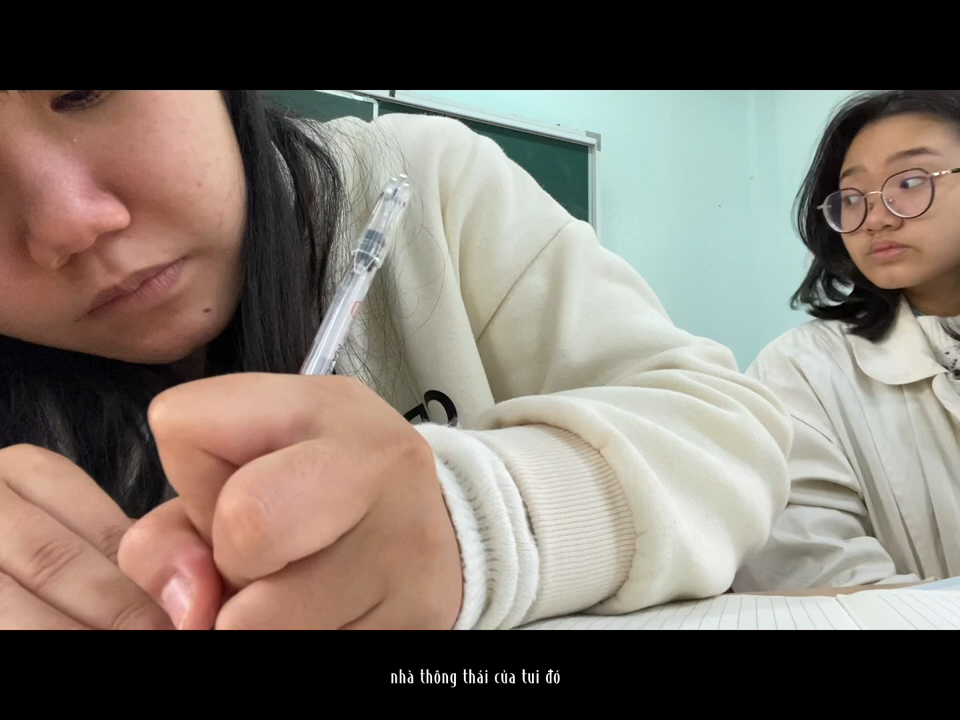 nhà thông thái của tui đó